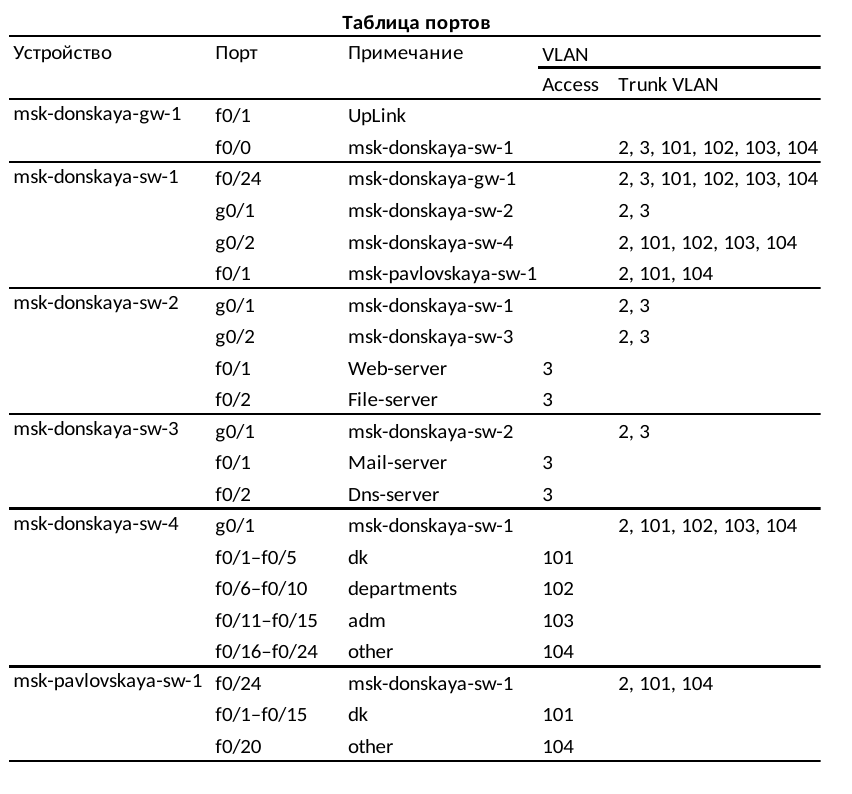 Таблица портов
Устройство Порт Примечание VLAN
Access Trunk VLAN
msk-donskaya-gw-1 f0/1 UpLink
f0/0 msk-donskaya-sw-1 2, 3, 101, 102, 103, 104
msk-donskaya-sw-1 f0/24 msk-donskaya-gw-1 2, 3, 101, 102, 103, 104
g0/1 msk-donskaya-sw-2 2, 3
g0/2 msk-donskaya-sw-4 2, 101, 102, 103, 104
f0/1 msk-pavlovskaya-sw-1 2, 101, 104
msk-donskaya-sw-2 g0/1 msk-donskaya-sw-1 2, 3
g0/2 msk-donskaya-sw-3 2, 3
f0/1 Web-server 3
f0/2 File-server 3
msk-donskaya-sw-3 g0/1 msk-donskaya-sw-2 2, 3
f0/1 Mail-server 3
f0/2 Dns-server 3
msk-donskaya-sw-4 g0/1 msk-donskaya-sw-1 2, 101, 102, 103, 104
f0/1–f0/5 dk 101
f0/6–f0/10 departments 102
f0/11–f0/15 adm 103
f0/16–f0/24 other 104
msk-pavlovskaya-sw-1 f0/24 msk-donskaya-sw-1 2, 101, 104
f0/1–f0/15 dk 101
f0/20 other 104